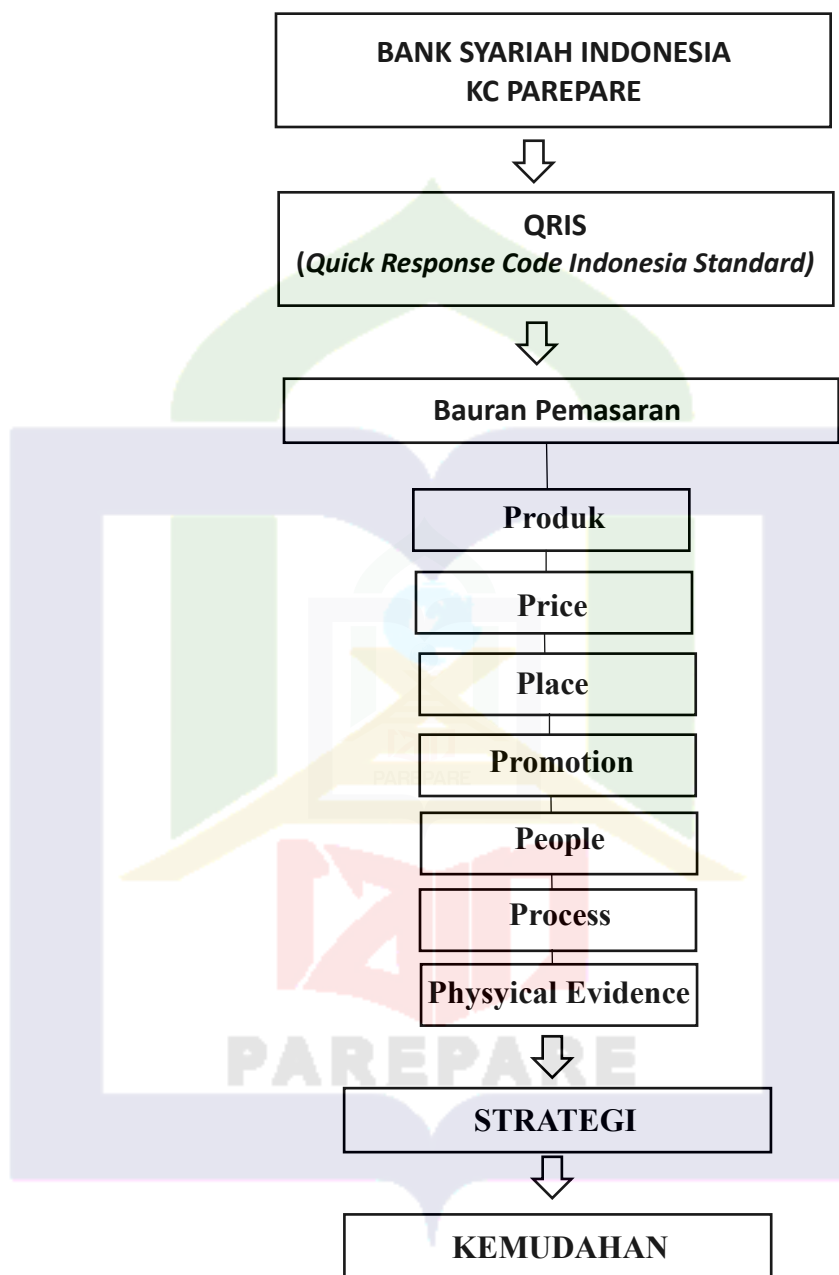 BANK SYARIAH INDONESIA
KC PAREPARE
QRIS
(Quick Response Code Indonesia Standard)
Bauran Pemasaran
Produk
Price
Place
Promotion
PAREPARE
People
Process
Physyical Evidence
PAREPARE
STRATEGI
KEMUDAHAN